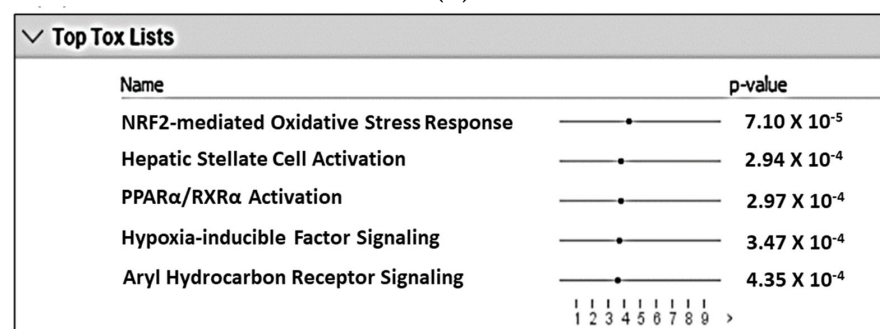 Top Tox Lists
Name p-value
NRF2-mediated Oxidative Stress Response 7.10 X 10⁻⁵
Hepatic Stellate Cell Activation 2.94 X 10⁻⁴
PPARα/RXRα Activation 2.97 X 10⁻⁴
Hypoxia-inducible Factor Signaling 3.47 X 10⁻⁴
Aryl Hydrocarbon Receptor Signaling 4.35 X 10⁻⁴
1 2 3 4 5 6 7 8 9 >